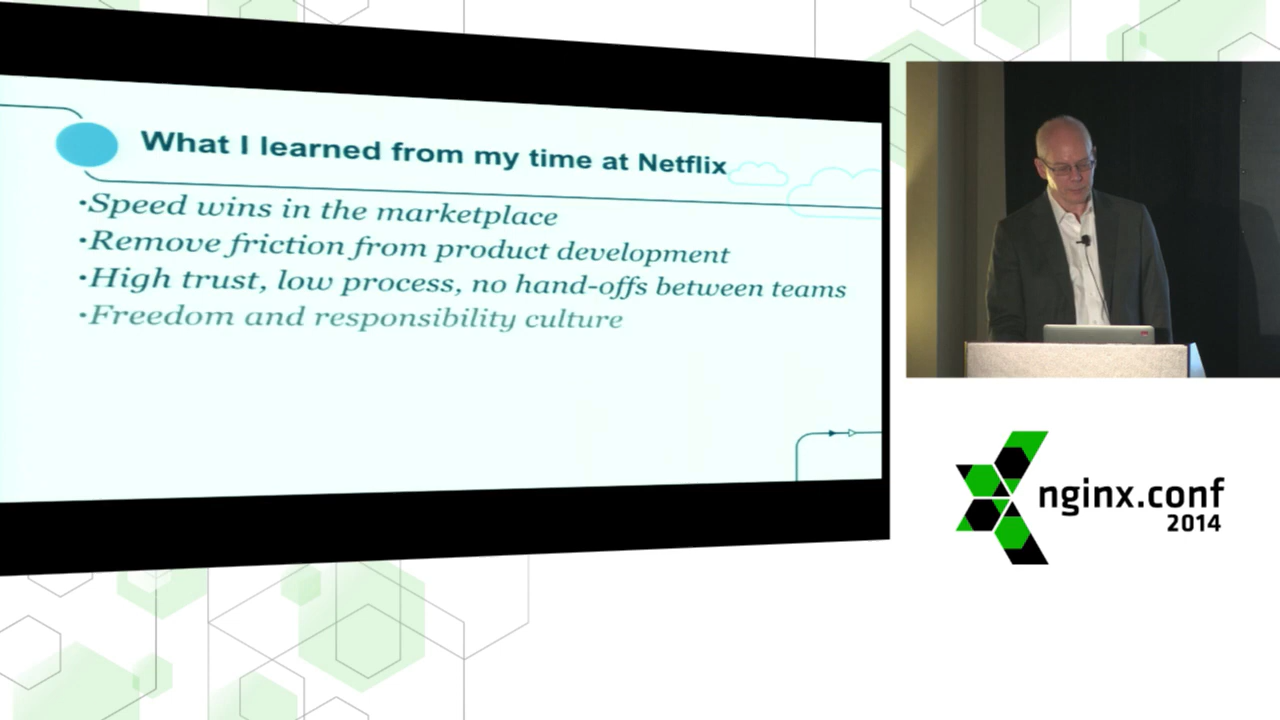 What I learned from my time at Netflix
•Speed wins in the marketplace
•Remove friction from product development
•High trust, low process, no hand-offs between teams
•Freedom and responsibility culture
nginx.conf
2014